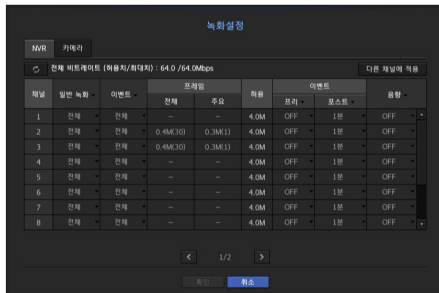 녹화설정
NVR 카메라
전체 비트레이트 (허용치/최대치) : 64.0 /64.0Mbps 다른 채널에 적용
채널 일반 녹화 이벤트 프레임 허용 이벤트 음향
전체 주요 프리 포스트
1 전체 전체 – – 4.0M OFF 1분 OFF
2 전체 전체 0.4M(30) 0.3M(1) 4.0M OFF 1분 OFF
3 전체 전체 0.4M(30) 0.3M(1) 4.0M OFF 1분 OFF
4 전체 전체 – – 4.0M OFF 1분 OFF
5 전체 전체 – – 4.0M OFF 1분 OFF
6 전체 전체 – – 4.0M OFF 1분 OFF
7 전체 전체 – – 4.0M OFF 1분 OFF
8 전체 전체 – – 4.0M OFF 1분 OFF
< 1/2 >
확인 취소